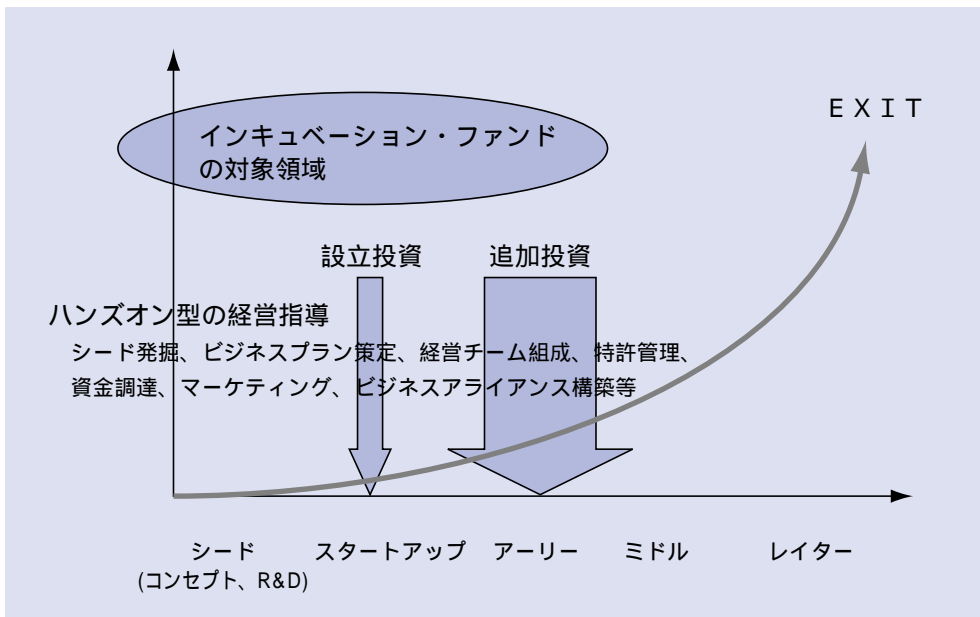 インキュベーション・ファンド
の対象領域
ＥＸＩＴ
設立投資
追加投資
ハンズオン型の経営指導
シード発掘、ビジネスプラン策定、経営チーム組成、特許管理、
資金調達、マーケティング、ビジネスアライアンス構築等
シード
スタートアップ
アーリー
ミドル
レイター
(コンセプト、R&D)